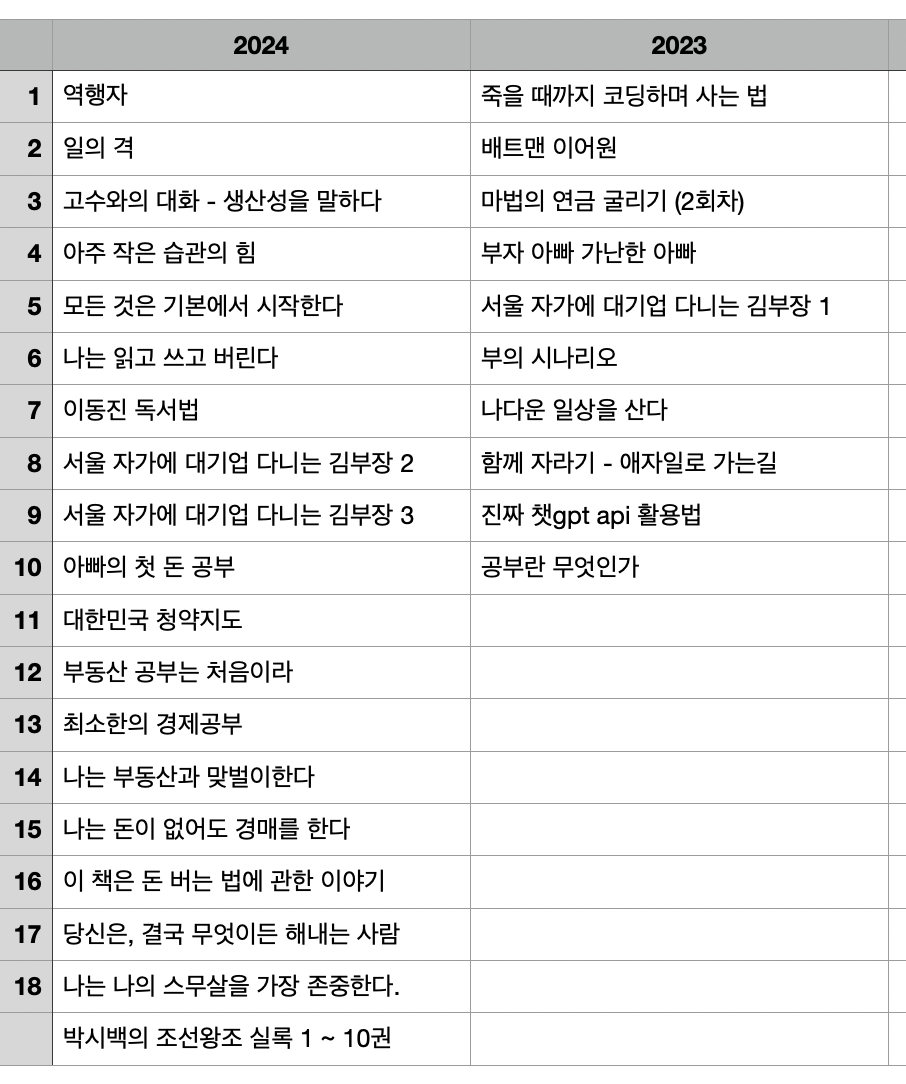 2024 2023
1 역행자 죽을 때까지 코딩하며 사는 법
2 일의 격 배트맨 이어원
3 고수와의 대화 - 생산성을 말하다 마법의 연금 굴리기 (2회차)
4 아주 작은 습관의 힘 부자 아빠 가난한 아빠
5 모든 것은 기본에서 시작한다 서울 자가에 대기업 다니는 김부장 1
6 나는 읽고 쓰고 버린다 부의 시나리오
7 이동진 독서법 나다운 일상을 산다
8 서울 자가에 대기업 다니는 김부장 2 함께 자라기 - 애자일로 가는길
9 서울 자가에 대기업 다니는 김부장 3 진짜 챗gpt api 활용법
10 아빠의 첫 돈 공부 공부란 무엇인가
11 대한민국 청약지도
12 부동산 공부는 처음이라
13 최소한의 경제공부
14 나는 부동산과 맞벌이한다
15 나는 돈이 없어도 경매를 한다
16 이 책은 돈 버는 법에 관한 이야기
17 당신은, 결국 무엇이든 해내는 사람
18 나는 나의 스무살을 가장 존중한다.
박시백의 조선왕조 실록 1 ~ 10권